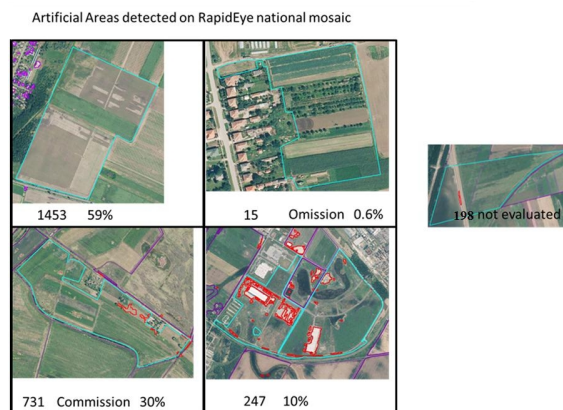 Artificial Areas detected on RapidEye national mosaic
1453 59%
15 Omission 0.6%
198 not evaluated
731 Commission 30%
247 10%